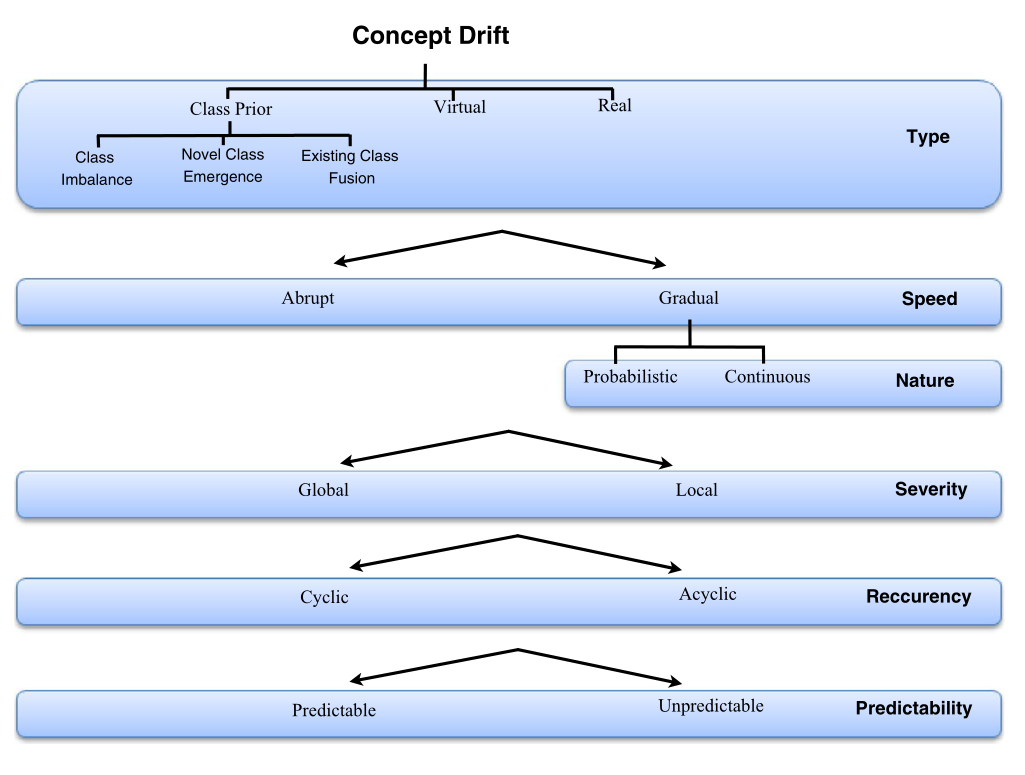 Concept Drift
Class Prior
Virtual
Real
Type
Class
Imbalance
Novel Class
Emergence
Existing Class
Fusion
Abrupt
Gradual
Speed
Probabilistic
Continuous
Nature
Global
Local
Severity
Cyclic
Acyclic
Reccurency
Predictable
Unpredictable
Predictability